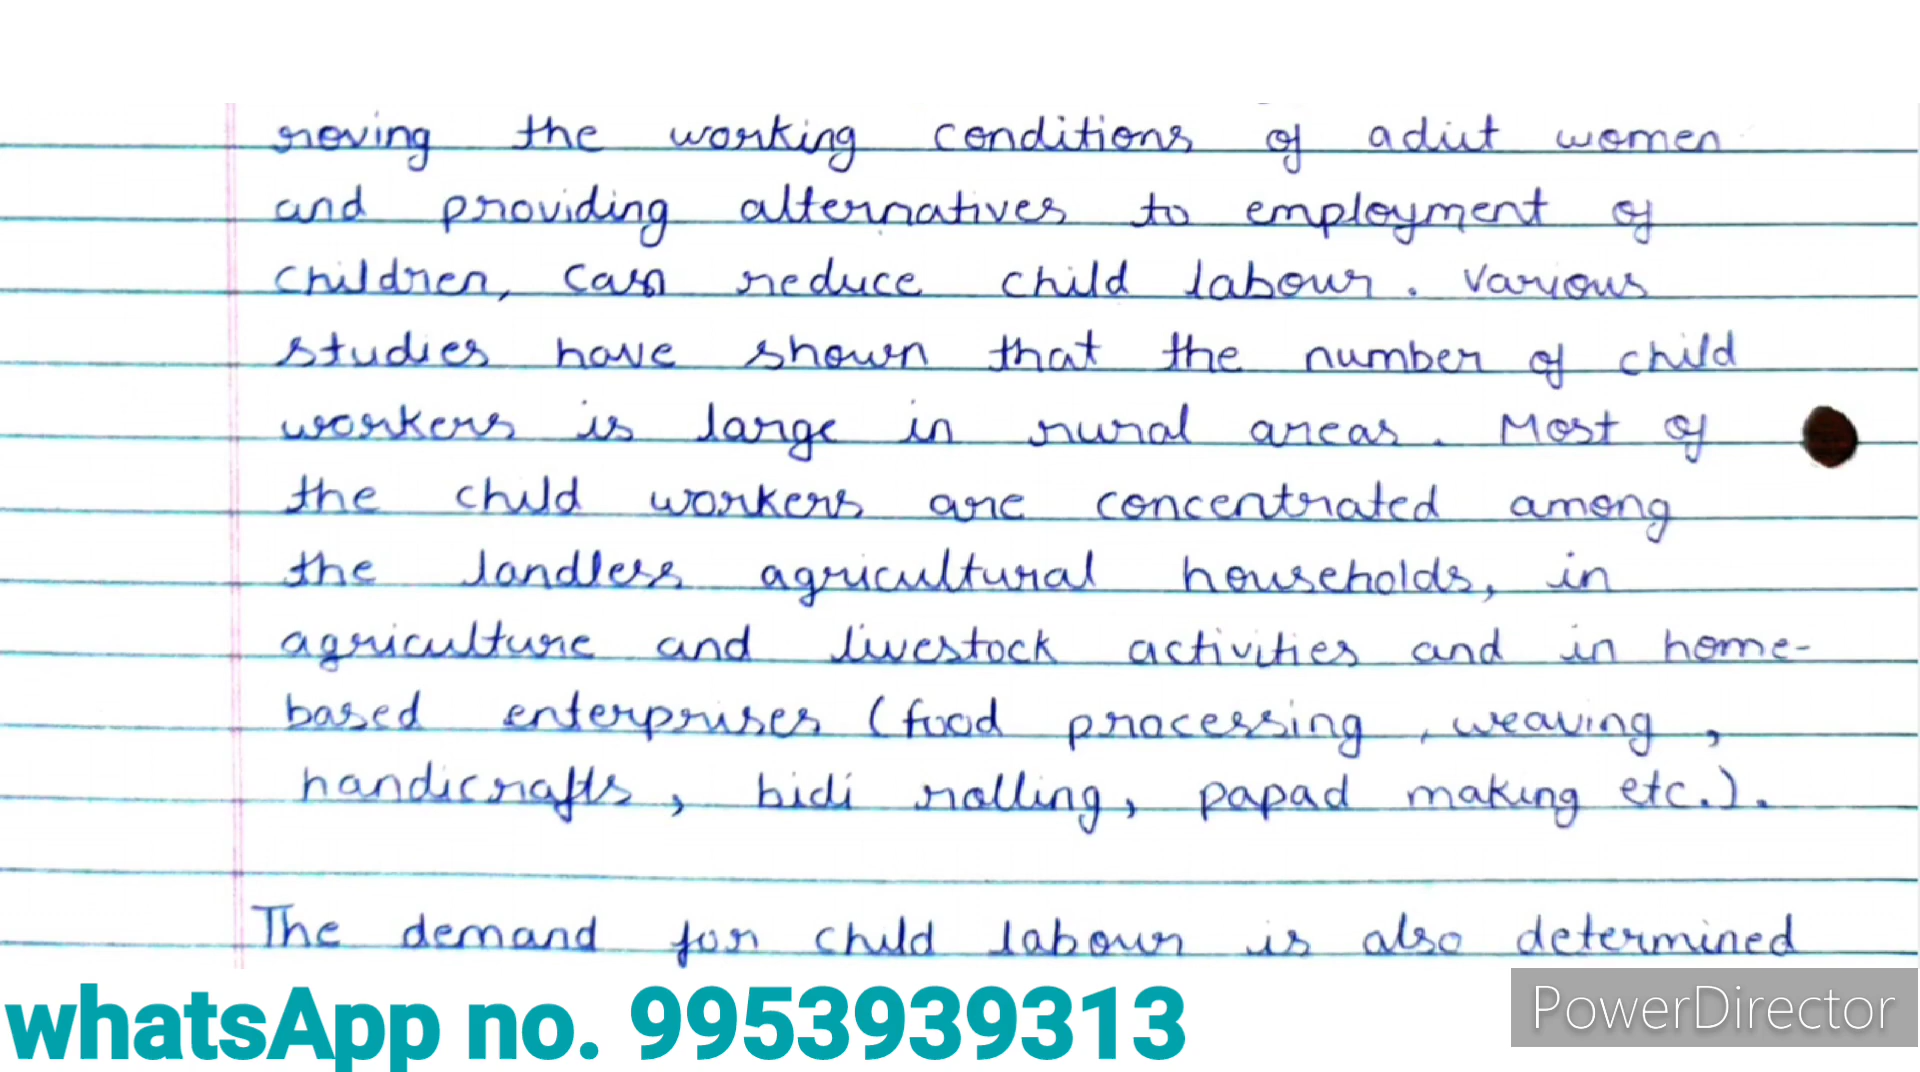 roving the working conditions of adult women
and providing alternatives to employment of
children, can reduce child labour. Various
studies have shown that the number of child
workers is large in rural areas. Most of
the child workers are concentrated among
the landless agricultural households, in
agriculture and livestock activities and in home-
based enterprises (food processing, weaving,
handicrafts, bidi rolling, papad making etc.).
The demand for child labour is also determined
whatsApp no. 9953939313
PowerDirector